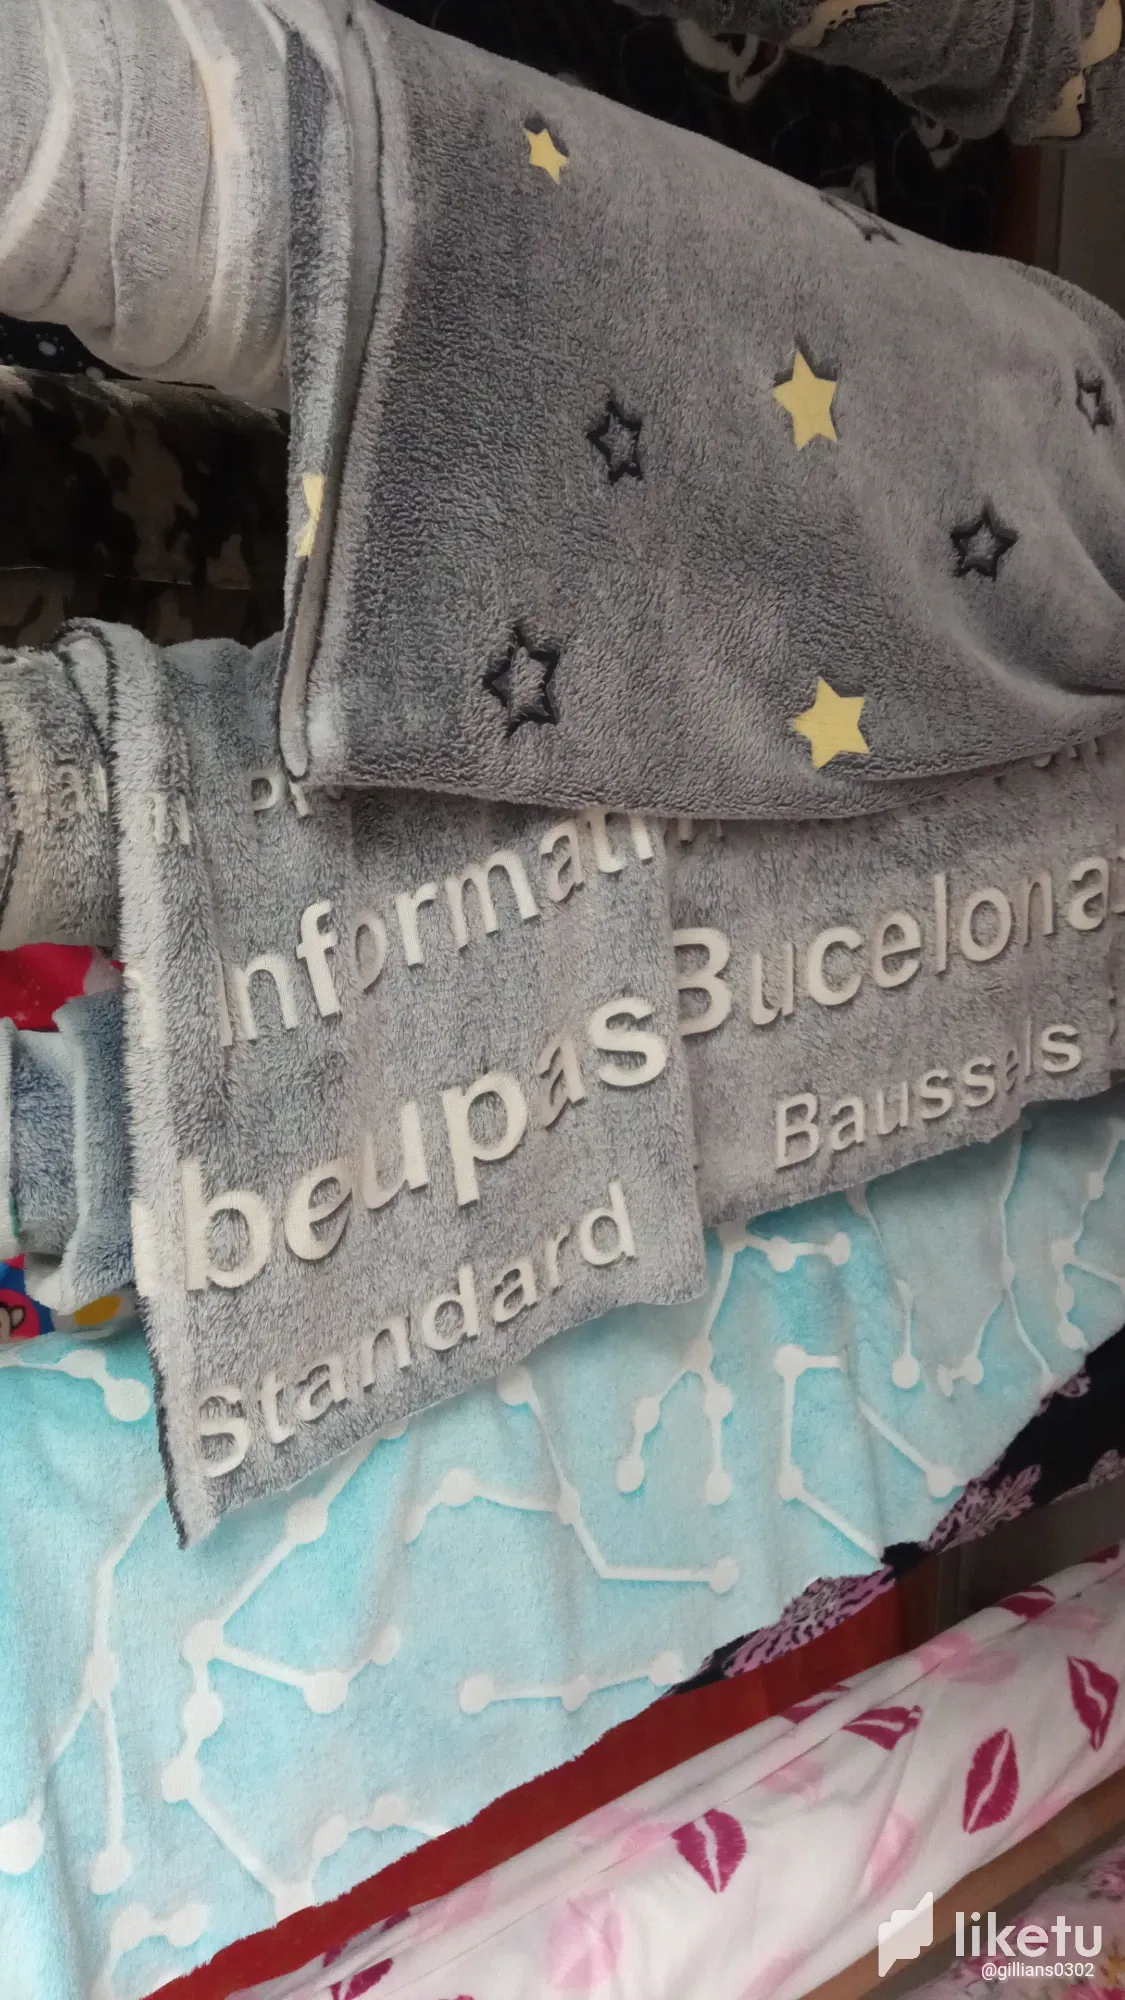 Informati
Bucelona
beupas
Baussels
Standard
liketu
@gillians0302